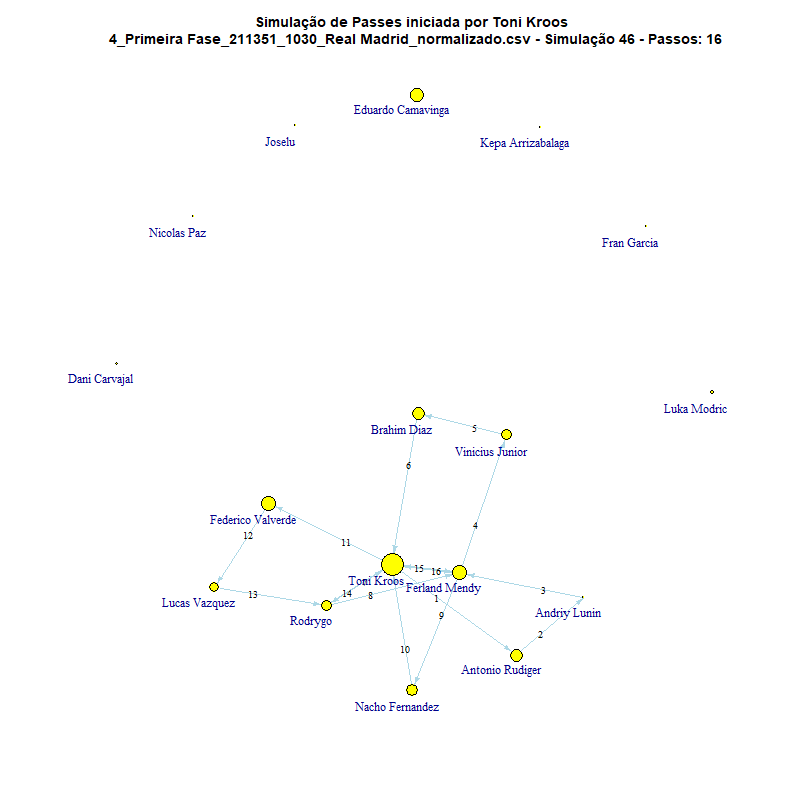 Simulação de Passes iniciada por Toni Kroos
4_Primeira Fase_211351_1030_Real Madrid_normalizado.csv - Simulação 46 - Passos: 16
Eduardo Camavinga
Joselu
Kepa Arrizabalaga
Nicolas Paz
Fran Garcia
Dani Carvajal
Luka Modric
Brahim Diaz
5
Vinicius Junior
6
Federico Valverde
4
12
11
15
16
Toni Kroos
Ferland Mendy
3
13
14
8
1
Lucas Vazquez
Andriy Lunin
9
Rodrygo
2
10
Antonio Rudiger
Nacho Fernandez